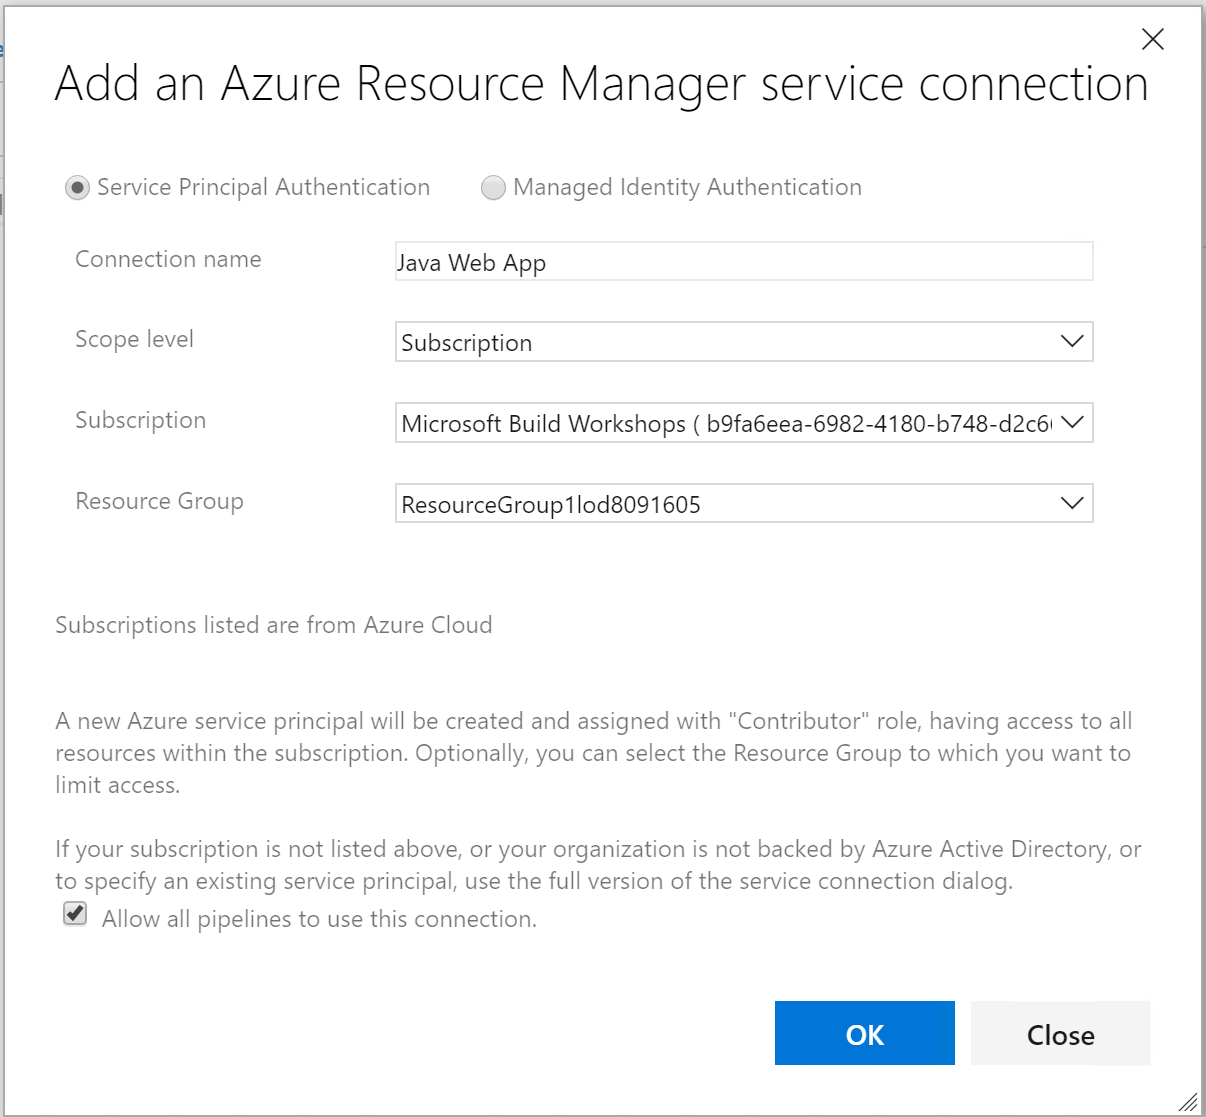 Add an Azure Resource Manager service connection
Service Principal Authentication Managed Identity Authentication
Connection name Java Web App
Scope level Subscription
Subscription Microsoft Build Workshops ( b9fa6eea-6982-4180-b748-d2c6
Resource Group ResourceGroup1lod8091605
Subscriptions listed are from Azure Cloud
A new Azure service principal will be created and assigned with "Contributor" role, having access to all
resources within the subscription. Optionally, you can select the Resource Group to which you want to
limit access.
If your subscription is not listed above, or your organization is not backed by Azure Active Directory, or
to specify an existing service principal, use the full version of the service connection dialog.
Allow all pipelines to use this connection.
OK Close